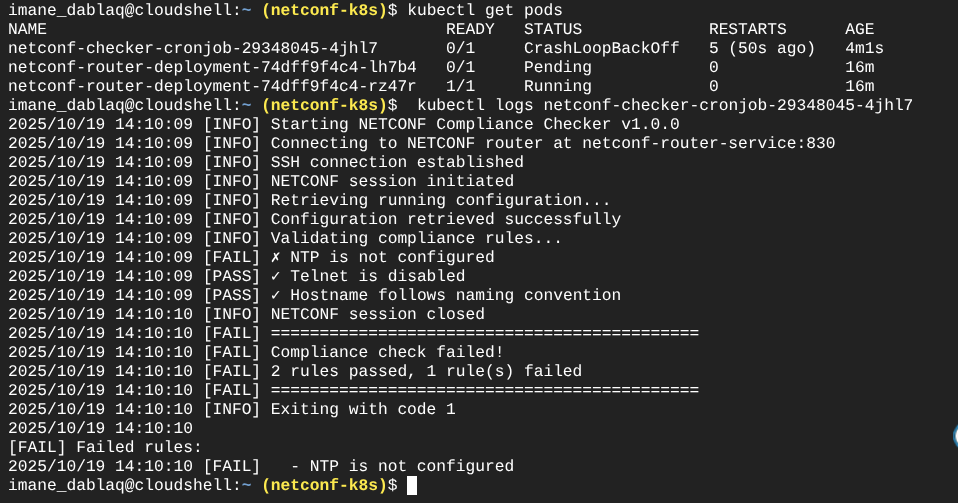 imane_dablaq@cloudshell:~ (netconf-k8s)$ kubectl get pods
NAME                                         READY   STATUS             RESTARTS      AGE
netconf-checker-cronjob-29348045-4jhl7       0/1     CrashLoopBackOff   5 (50s ago)   4m1s
netconf-router-deployment-74dff9f4c4-lh7b4   0/1     Pending            0             16m
netconf-router-deployment-74dff9f4c4-rz47r   1/1     Running            0             16m
imane_dablaq@cloudshell:~ (netconf-k8s)$  kubectl logs netconf-checker-cronjob-29348045-4jhl7
2025/10/19 14:10:09 [INFO] Starting NETCONF Compliance Checker v1.0.0
2025/10/19 14:10:09 [INFO] Connecting to NETCONF router at netconf-router-service:830
2025/10/19 14:10:09 [INFO] SSH connection established
2025/10/19 14:10:09 [INFO] NETCONF session initiated
2025/10/19 14:10:09 [INFO] Retrieving running configuration...
2025/10/19 14:10:09 [INFO] Configuration retrieved successfully
2025/10/19 14:10:09 [INFO] Validating compliance rules...
2025/10/19 14:10:09 [FAIL] ✗ NTP is not configured
2025/10/19 14:10:09 [PASS] ✓ Telnet is disabled
2025/10/19 14:10:09 [PASS] ✓ Hostname follows naming convention
2025/10/19 14:10:10 [INFO] NETCONF session closed
2025/10/19 14:10:10 [FAIL] ============================================
2025/10/19 14:10:10 [FAIL] Compliance check failed!
2025/10/19 14:10:10 [FAIL] 2 rules passed, 1 rule(s) failed
2025/10/19 14:10:10 [FAIL] ============================================
2025/10/19 14:10:10 [INFO] Exiting with code 1
2025/10/19 14:10:10
[FAIL] Failed rules:
2025/10/19 14:10:10 [FAIL]   - NTP is not configured
imane_dablaq@cloudshell:~ (netconf-k8s)$